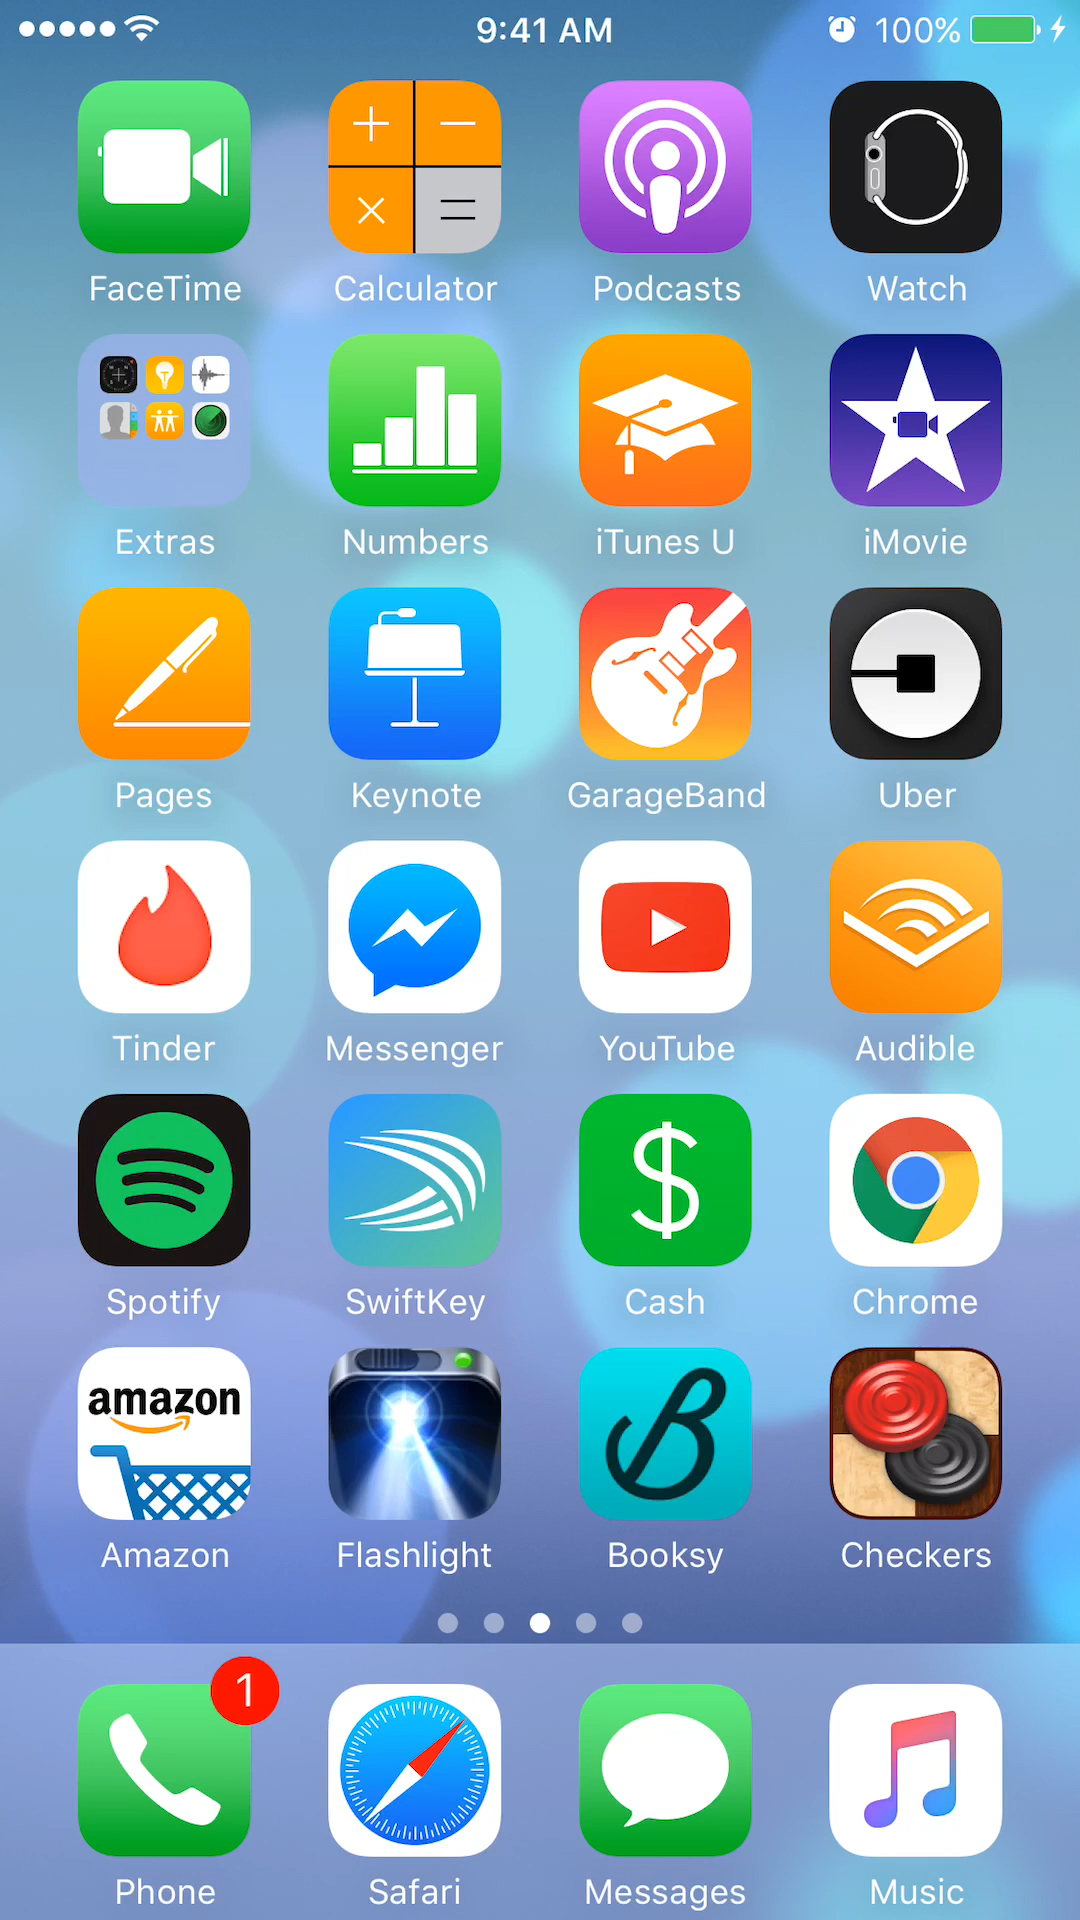 9:41 AM 100%
FaceTime Calculator Podcasts Watch
Extras Numbers iTunes U iMovie
Pages Keynote GarageBand Uber
Tinder Messenger YouTube Audible
$
Spotify SwiftKey Cash Chrome
amazon
Amazon Flashlight Booksy Checkers
1
Phone Safari Messages Music